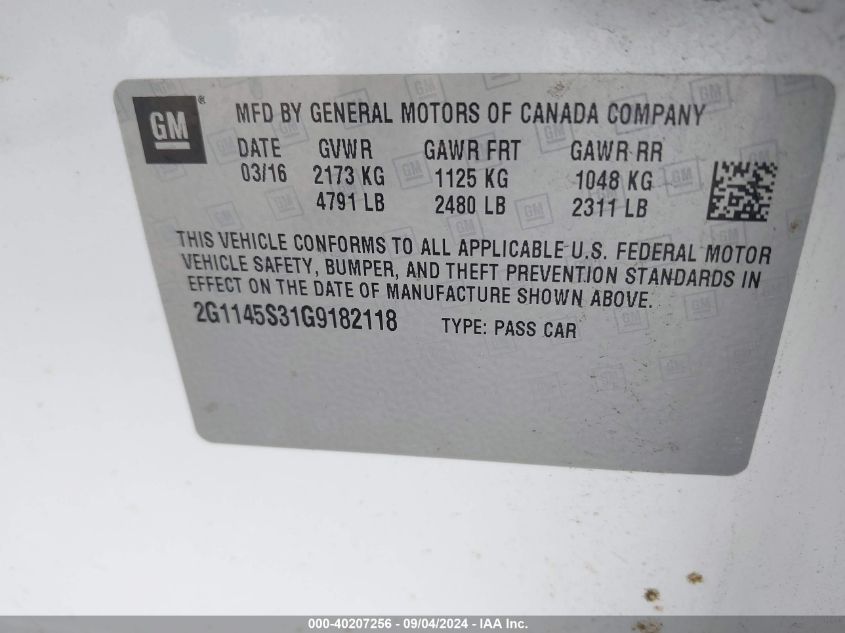 GM®
MFD BY GENERAL MOTORS OF CANADA COMPANY
DATE GVWR GAWR FRT GAWR RR
03/16 2173 KG 1125 KG 1048 KG
4791 LB 2480 LB 2311 LB
THIS VEHICLE CONFORMS TO ALL APPLICABLE U.S. FEDERAL MOTOR
VEHICLE SAFETY, BUMPER, AND THEFT PREVENTION STANDARDS IN
EFFECT ON THE DATE OF MANUFACTURE SHOWN ABOVE.
2G1145S31G9182118 TYPE: PASS CAR
000-40207256 - 09/04/2024 - IAA Inc.